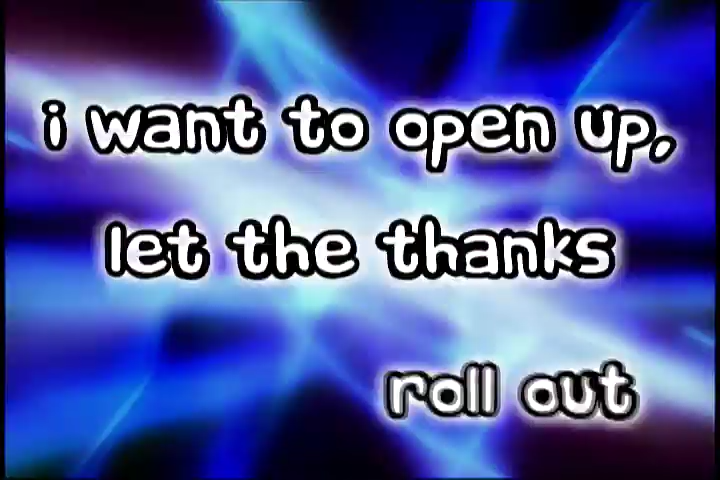 i want to open up,
let the thanks
roll out